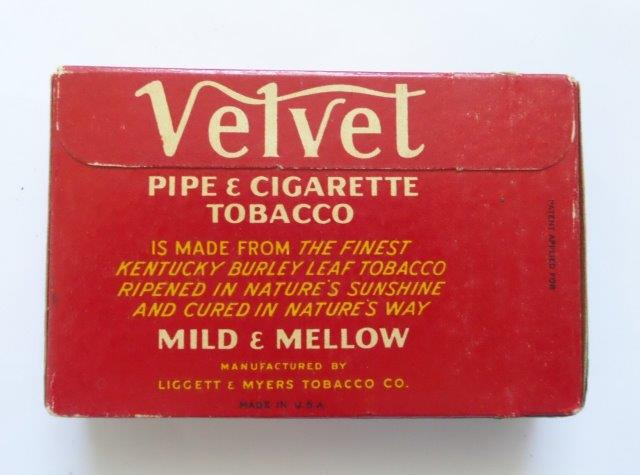 Velvet
PIPE & CIGARETTE
TOBACCO
IS MADE FROM THE FINEST
KENTUCKY BURLEY LEAF TOBACCO
RIPENED IN NATURE'S SUNSHINE
AND CURED IN NATURE'S WAY
MILD & MELLOW
MANUFACTURED BY
LIGGETT & MYERS TOBACCO CO.
MADE IN U.S.A.
PATENT APPLIED FOR